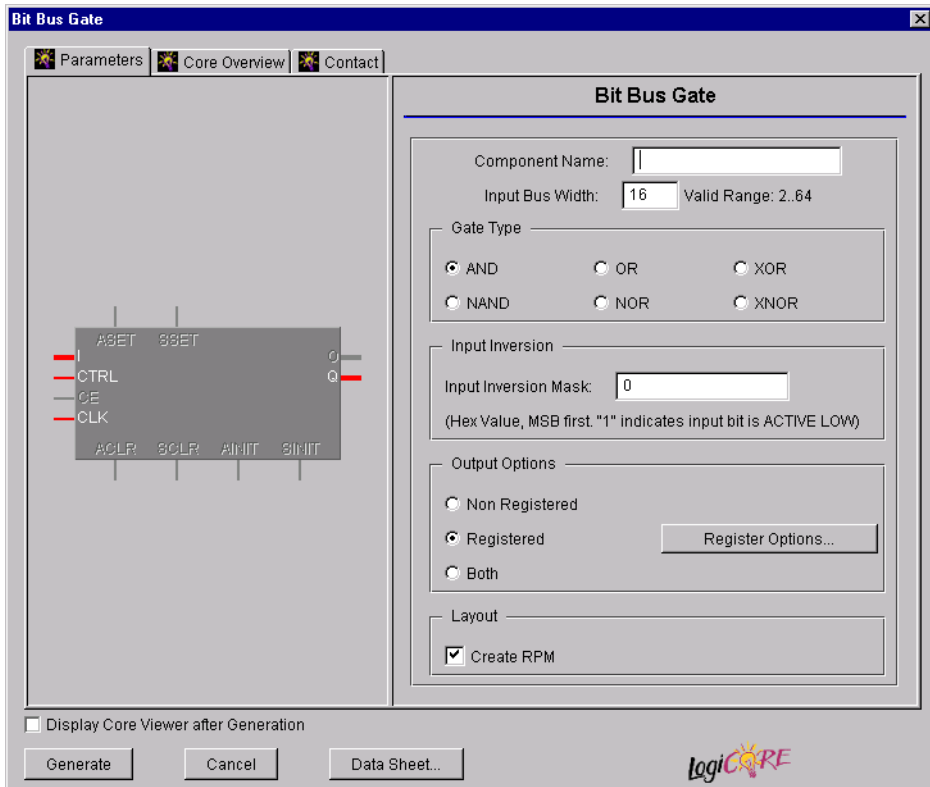 Bit Bus Gate
Parameters Core Overview Contact
Bit Bus Gate
Component Name:
Input Bus Width: 16 Valid Range: 2..64
Gate Type
AND OR XOR
NAND NOR XNOR
Input Inversion
Input Inversion Mask: 0
(Hex Value, MSB first. "1" indicates input bit is ACTIVE LOW)
Output Options
Non Registered
Registered Register Options...
Both
Layout
Create RPM
ASET SSET
I O
CTRL Q
CE
CLK
ACLR SCLR AINIT SINIT
Display Core Viewer after Generation
Generate Cancel Data Sheet...
LogiCORE